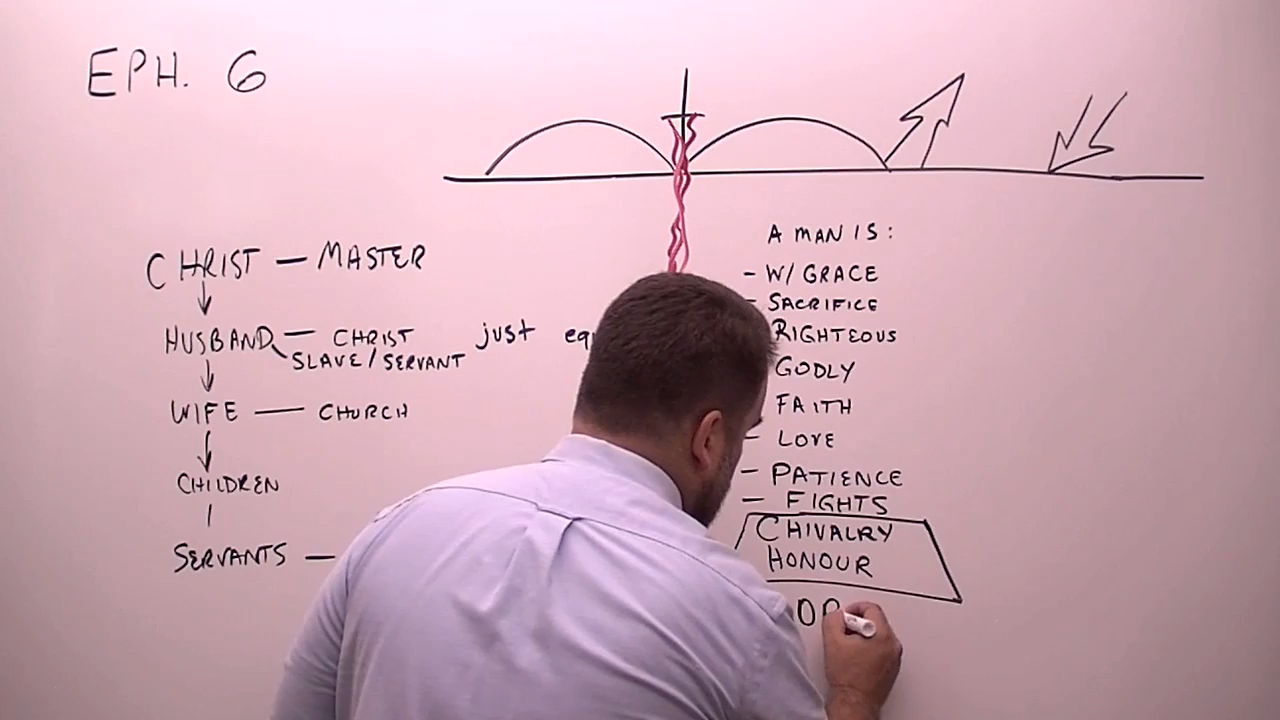 EPH. 6
CHRIST — MASTER
HUSBAND — CHRIST
SLAVE/SERVANT
just
WIFE — CHURCH
CHILDREN
SERVANTS —
A MAN IS:
- W/ GRACE
- SACRIFICE
RIGHTEOUS
GODLY
FAITH
- LOVE
- PATIENCE
- FIGHTS
CHIVALRY
HONOUR